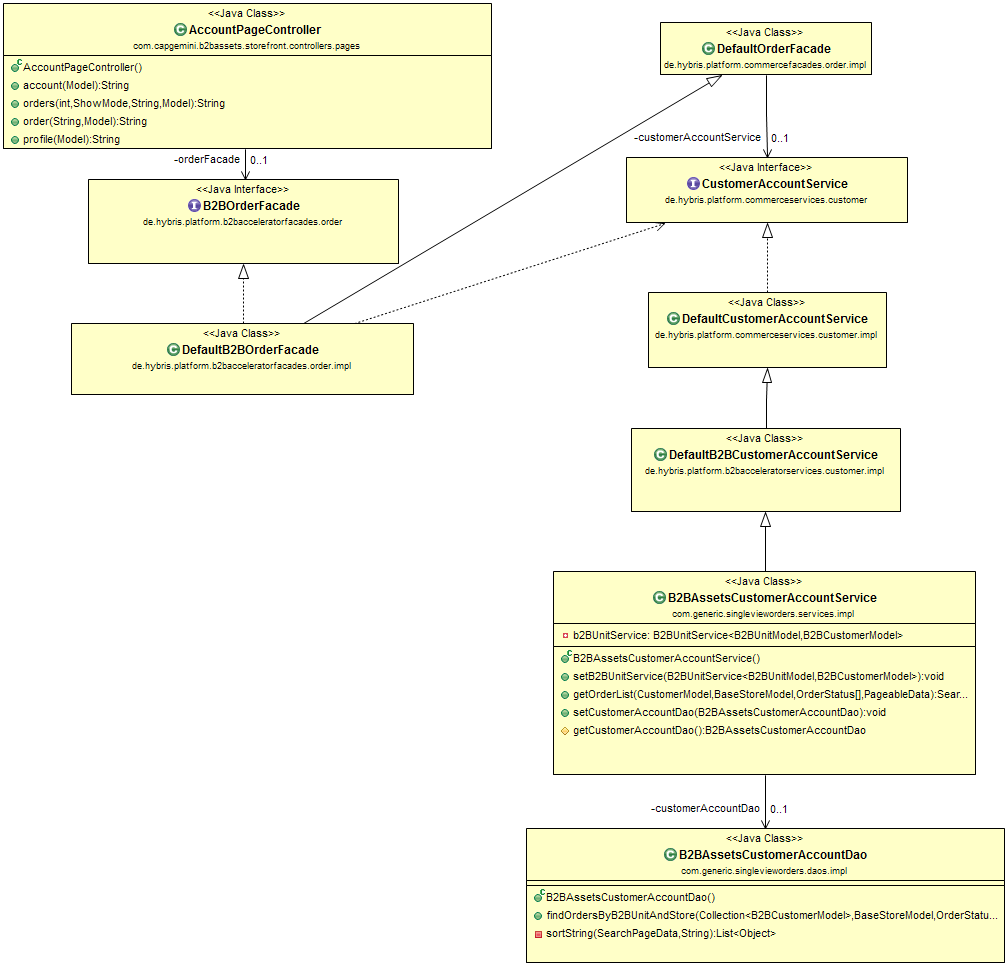 <<Java Class>>
AccountPageController
com.capgemini.b2bassets.storefront.controllers.pages
AccountPageController()
account(Model):String
orders(int,ShowMode,String,Model):String
order(String,Model):String
profile(Model):String
-orderFacade 0..1
<<Java Interface>>
B2BOrderFacade
de.hybris.platform.b2bacceleratorfacades.order
<<Java Class>>
DefaultB2BOrderFacade
de.hybris.platform.b2bacceleratorfacades.order.impl
<<Java Class>>
DefaultOrderFacade
de.hybris.platform.commercefacades.order.impl
-customerAccountService 0..1
<<Java Interface>>
CustomerAccountService
de.hybris.platform.commerceservices.customer
<<Java Class>>
DefaultCustomerAccountService
de.hybris.platform.commerceservices.customer.impl
<<Java Class>>
DefaultB2BCustomerAccountService
de.hybris.platform.b2bacceleratorservices.customer.impl
<<Java Class>>
B2BAssetsCustomerAccountService
com.generic.singlevieworders.services.impl
b2BUnitService: B2BUnitService<B2BUnitModel,B2BCustomerModel>
B2BAssetsCustomerAccountService()
setB2BUnitService(B2BUnitService<B2BUnitModel,B2BCustomerModel>):void
getOrderList(CustomerModel,BaseStoreModel,OrderStatus[],PageableData):Sear...
setCustomerAccountDao(B2BAssetsCustomerAccountDao):void
getCustomerAccountDao():B2BAssetsCustomerAccountDao
-customerAccountDao 0..1
<<Java Class>>
B2BAssetsCustomerAccountDao
com.generic.singlevieworders.daos.impl
B2BAssetsCustomerAccountDao()
findOrdersByB2BUnitAndStore(Collection<B2BCustomerModel>,BaseStoreModel,OrderStatu...
sortString(SearchPageData,String):List<Object>